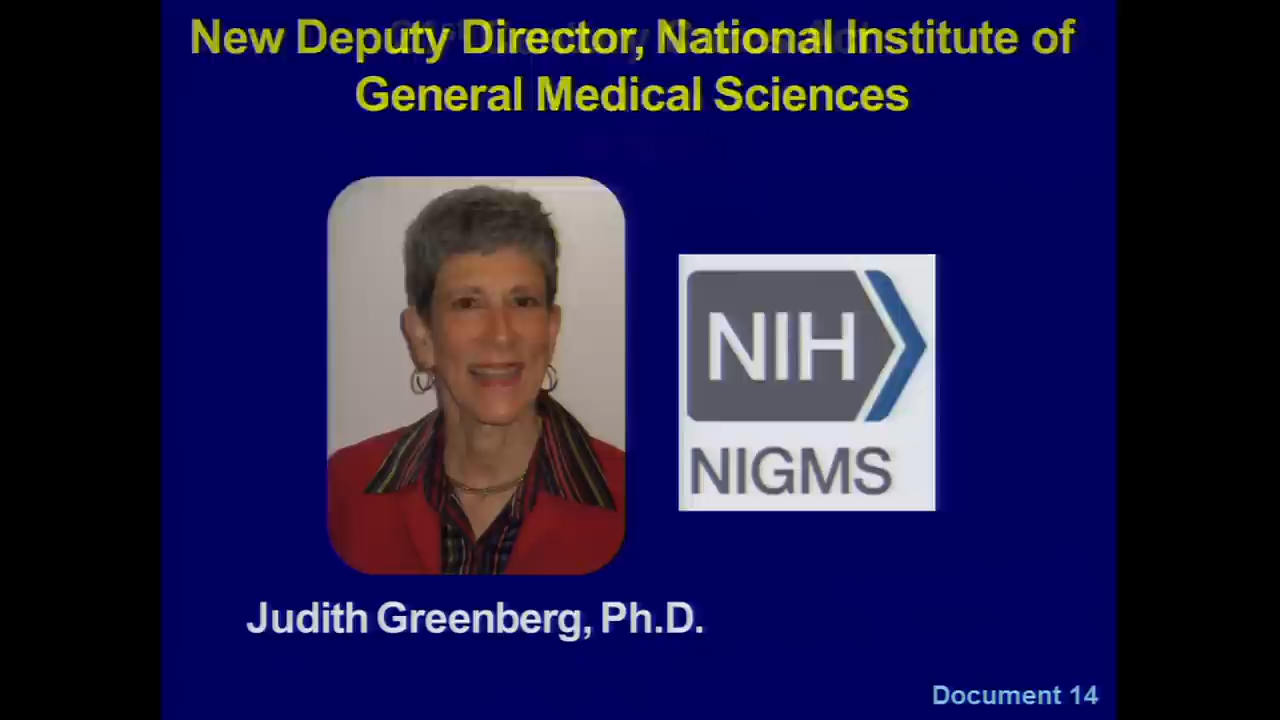 New Deputy Director, National Institute of
General Medical Sciences
NIH
NIGMS
Judith Greenberg, Ph.D.
Document 14